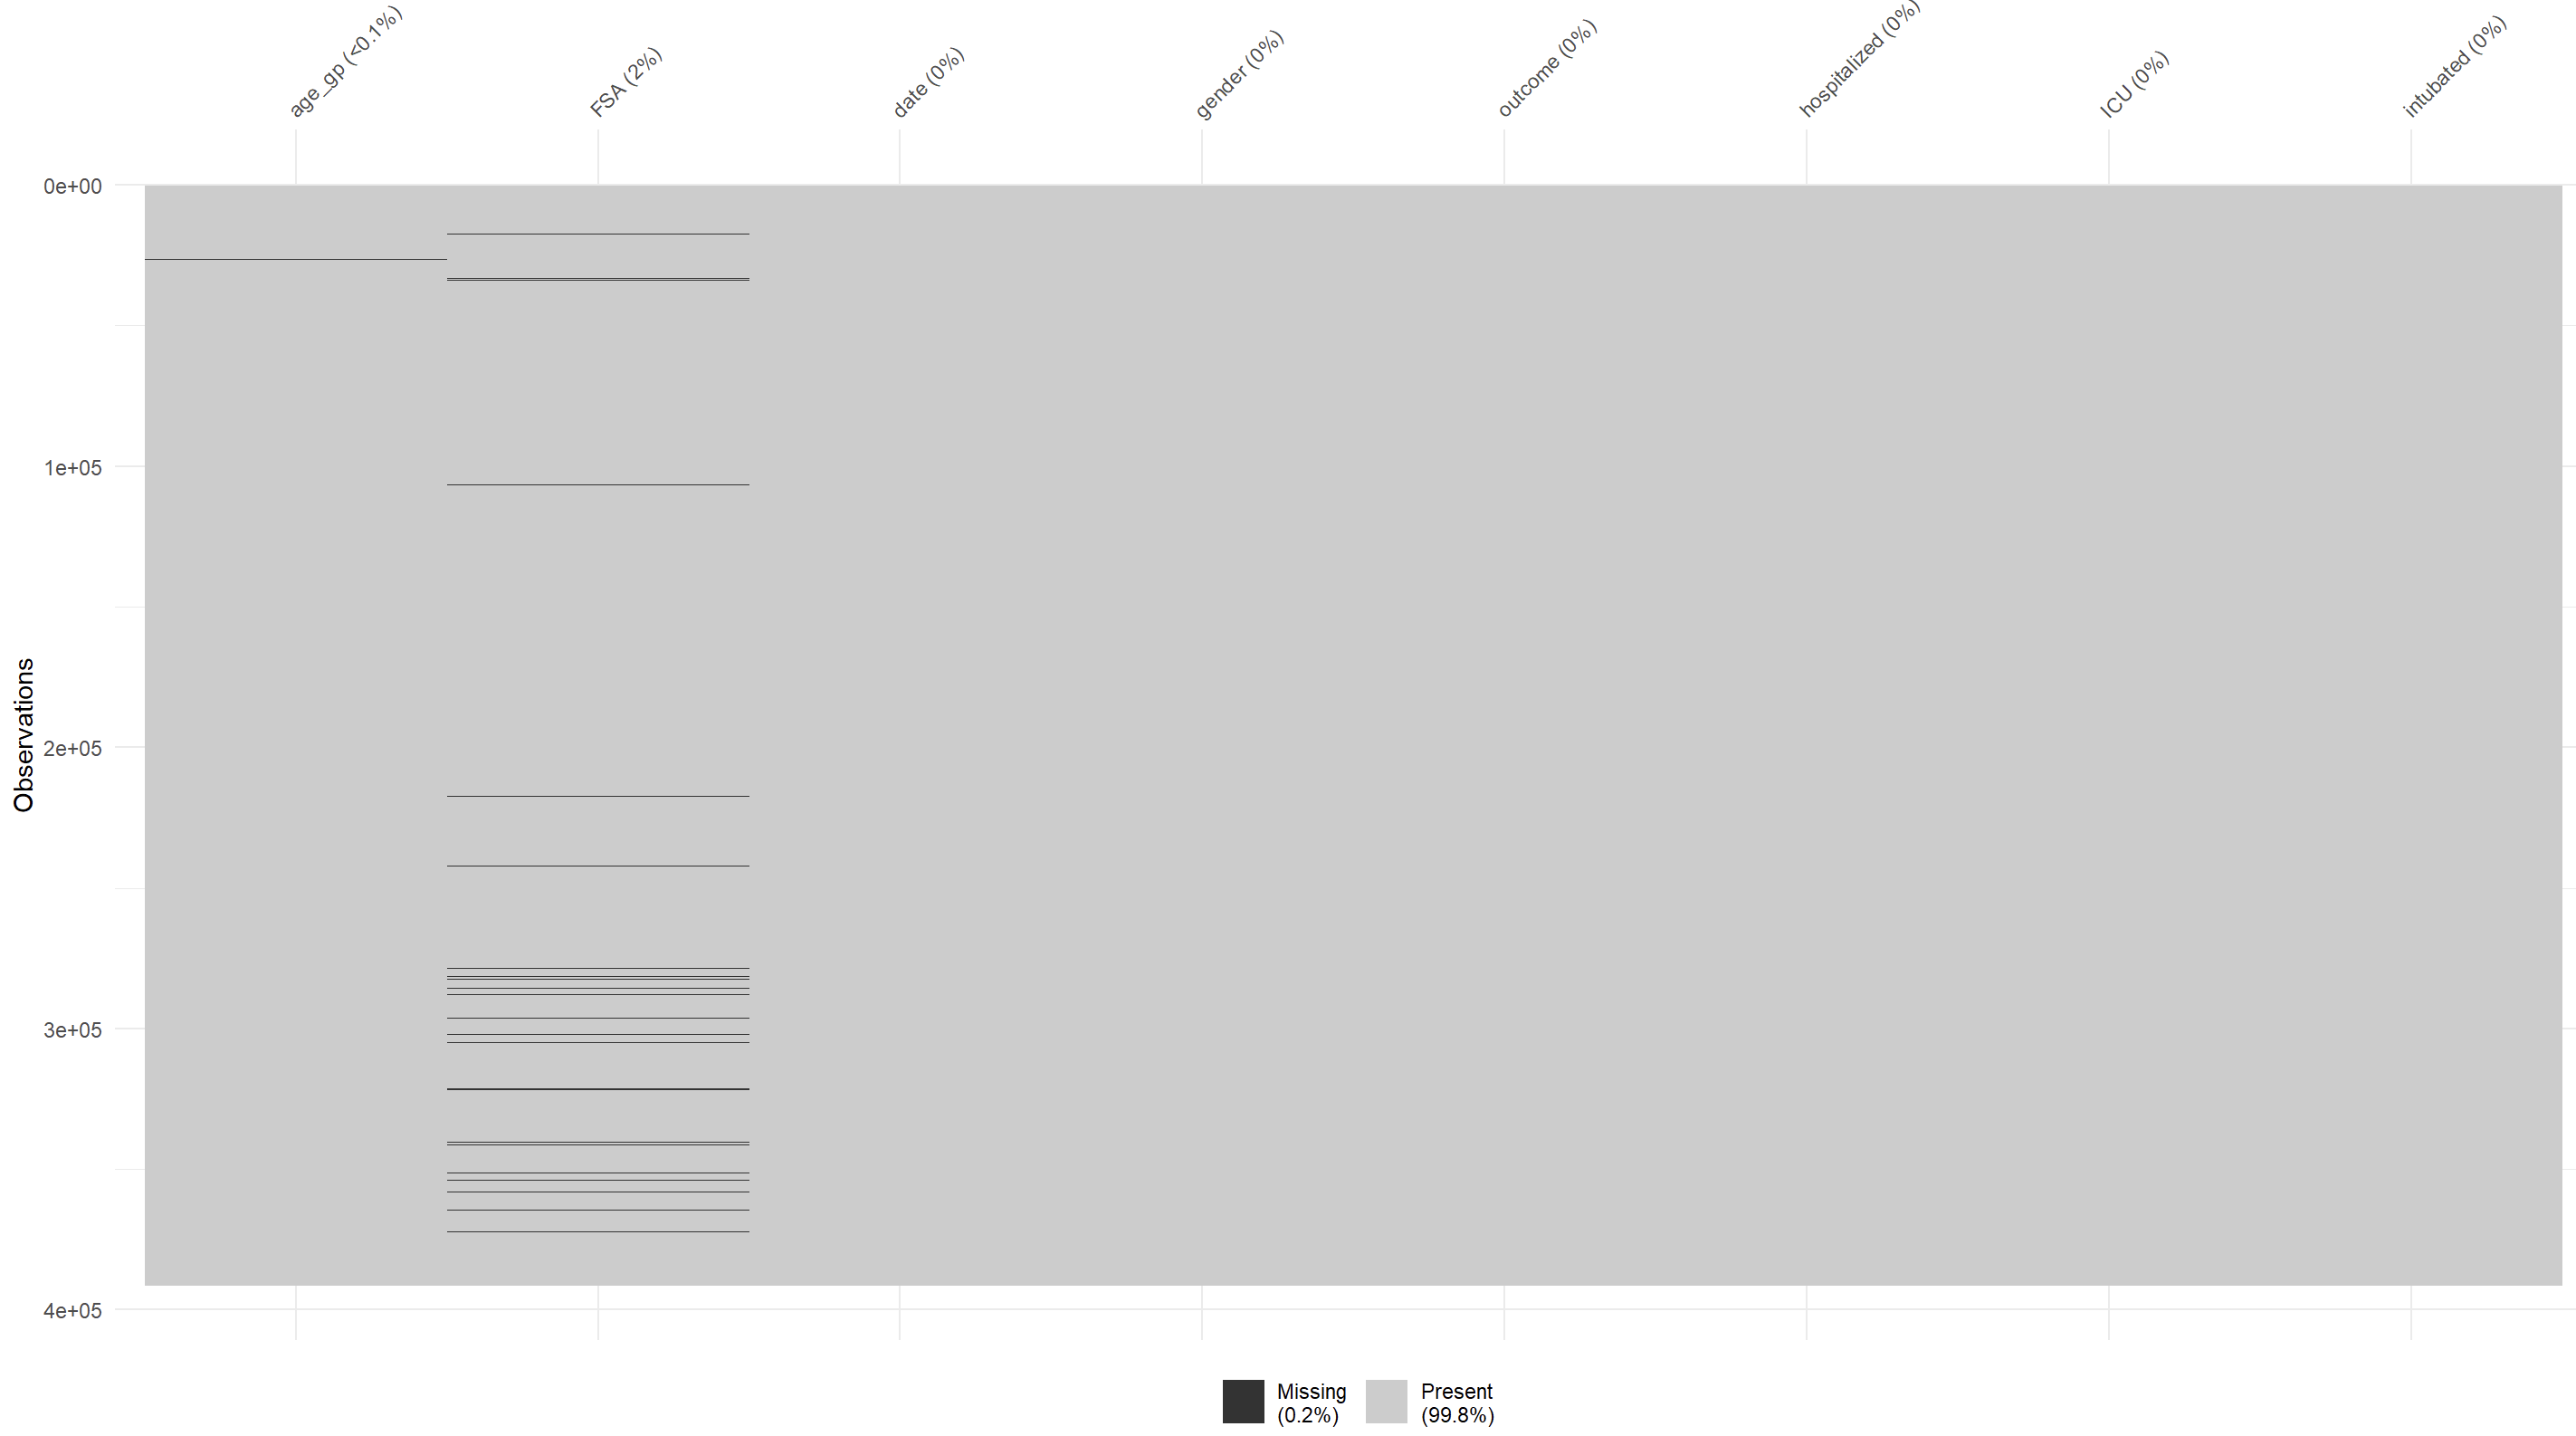 age_gp (<0.1%)
FSA (2%)
date (0%)
gender (0%)
outcome (0%)
hospitalized (0%)
ICU (0%)
intubated (0%)
0e+00
1e+05
2e+05
3e+05
4e+05
Observations
Missing
(0.2%)
Present
(99.8%)